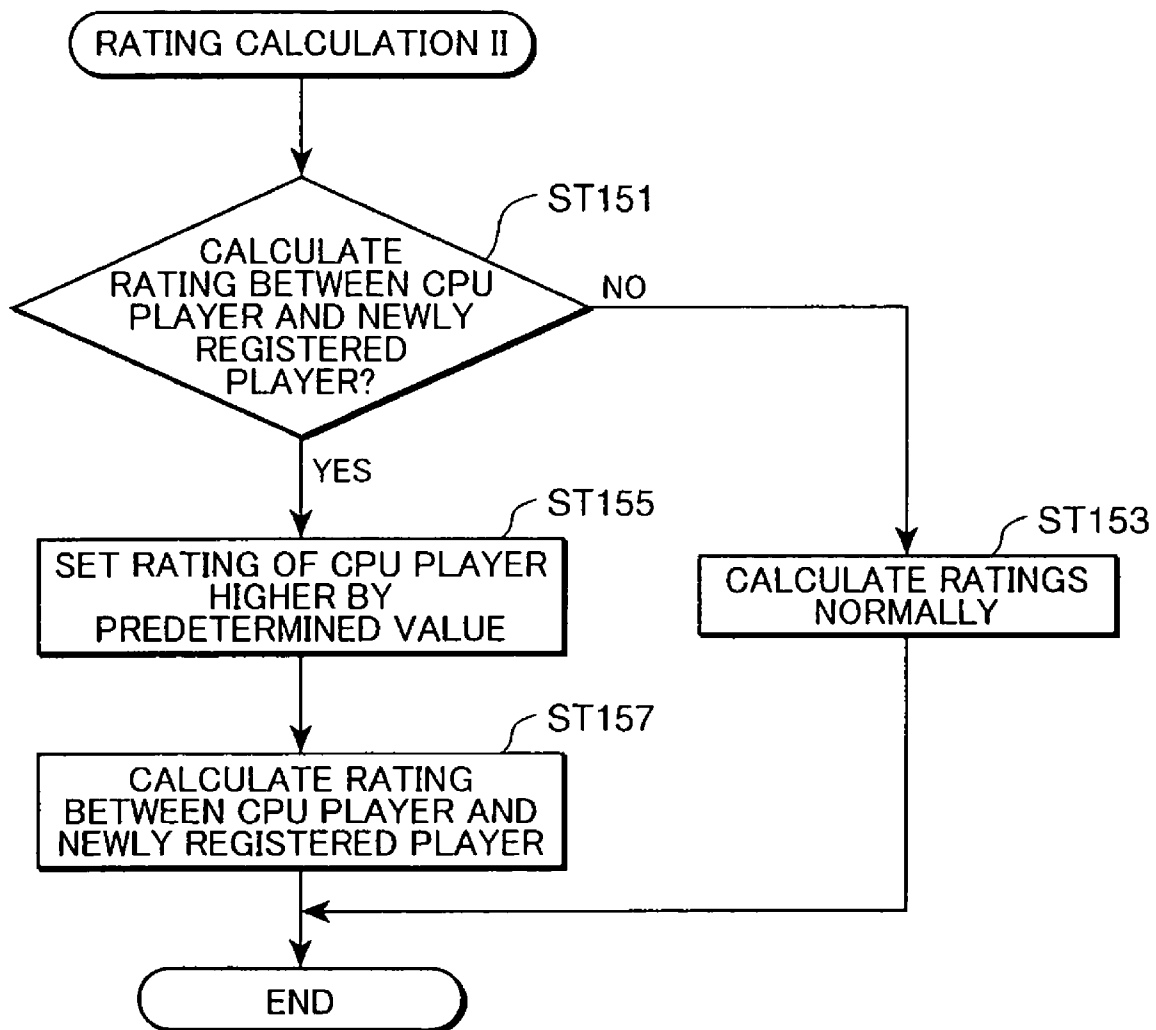 RATING CALCULATION II
ST151
CALCULATE
RATING BETWEEN CPU
PLAYER AND NEWLY
REGISTERED
PLAYER?
NO
YES
ST155
SET RATING OF CPU PLAYER
HIGHER BY
PREDETERMINED VALUE
ST153
CALCULATE RATINGS
NORMALLY
ST157
CALCULATE RATING
BETWEEN CPU PLAYER AND
NEWLY REGISTERED PLAYER
END